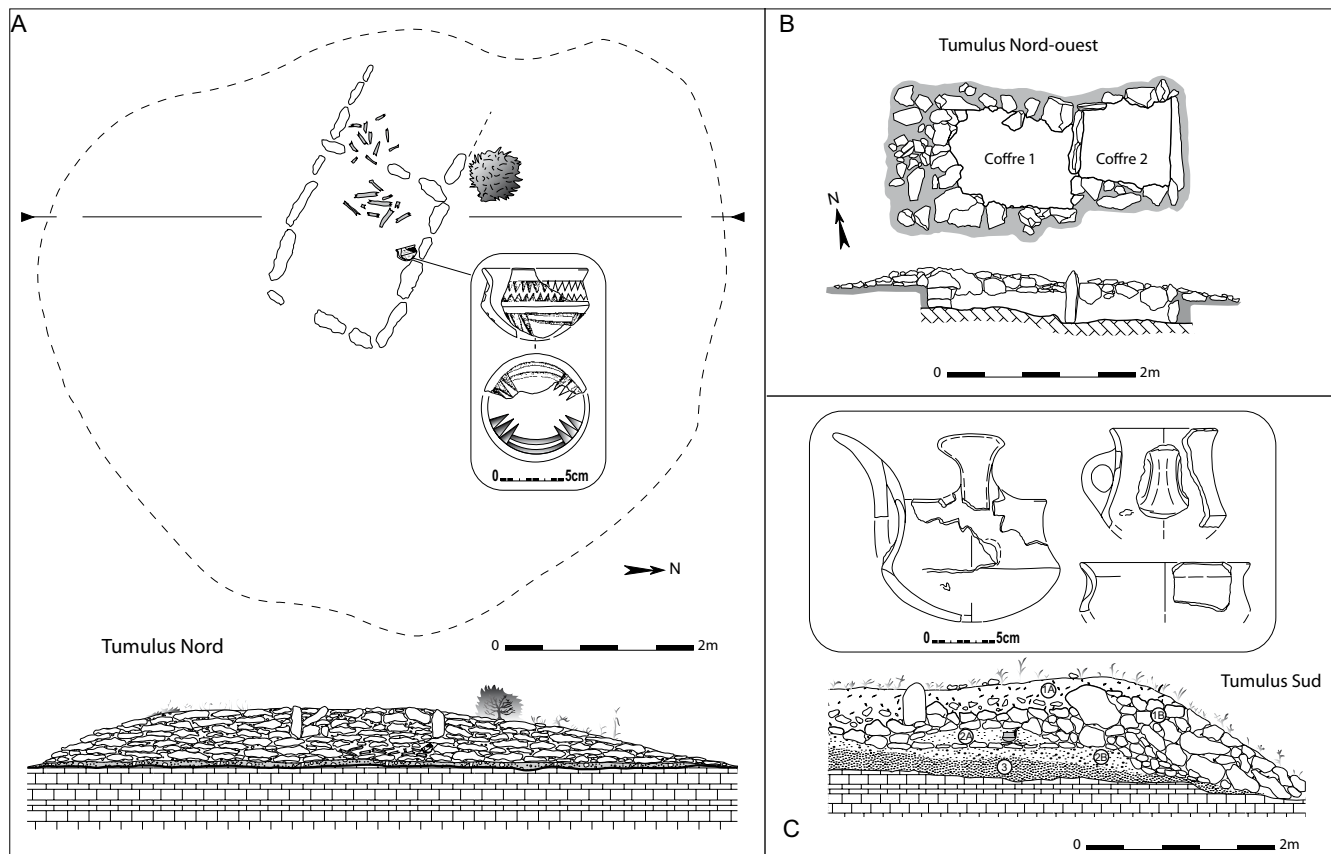 A
N
0 5cm
Tumulus Nord
0 2m
B
Tumulus Nord-ouest
Coffre 1
Coffre 2
N
0 2m
0 5cm
Tumulus Sud
1A
1B
2A
2B
3
C
0 2m